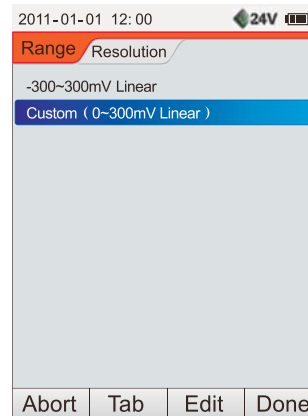 2011-01-01 12:00 24V
Range Resolution
-300~300mV Linear
Custom ( 0~300mV Linear )
Abort Tab Edit Done